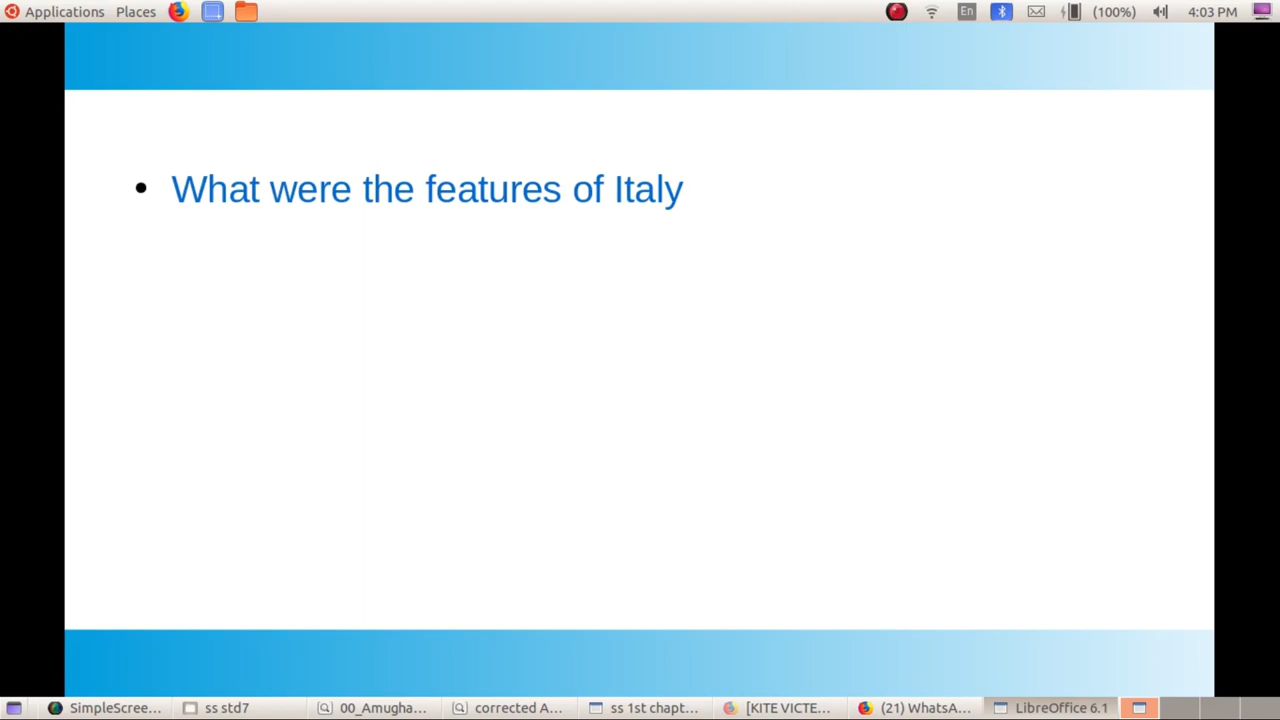 Applications Places En (100%) 4:03 PM
• What were the features of Italy
SimpleScree... ss std7 00_Amugha... corrected A... ss 1st chapt... [KITE VICTE... (21) WhatsA... LibreOffice 6.1